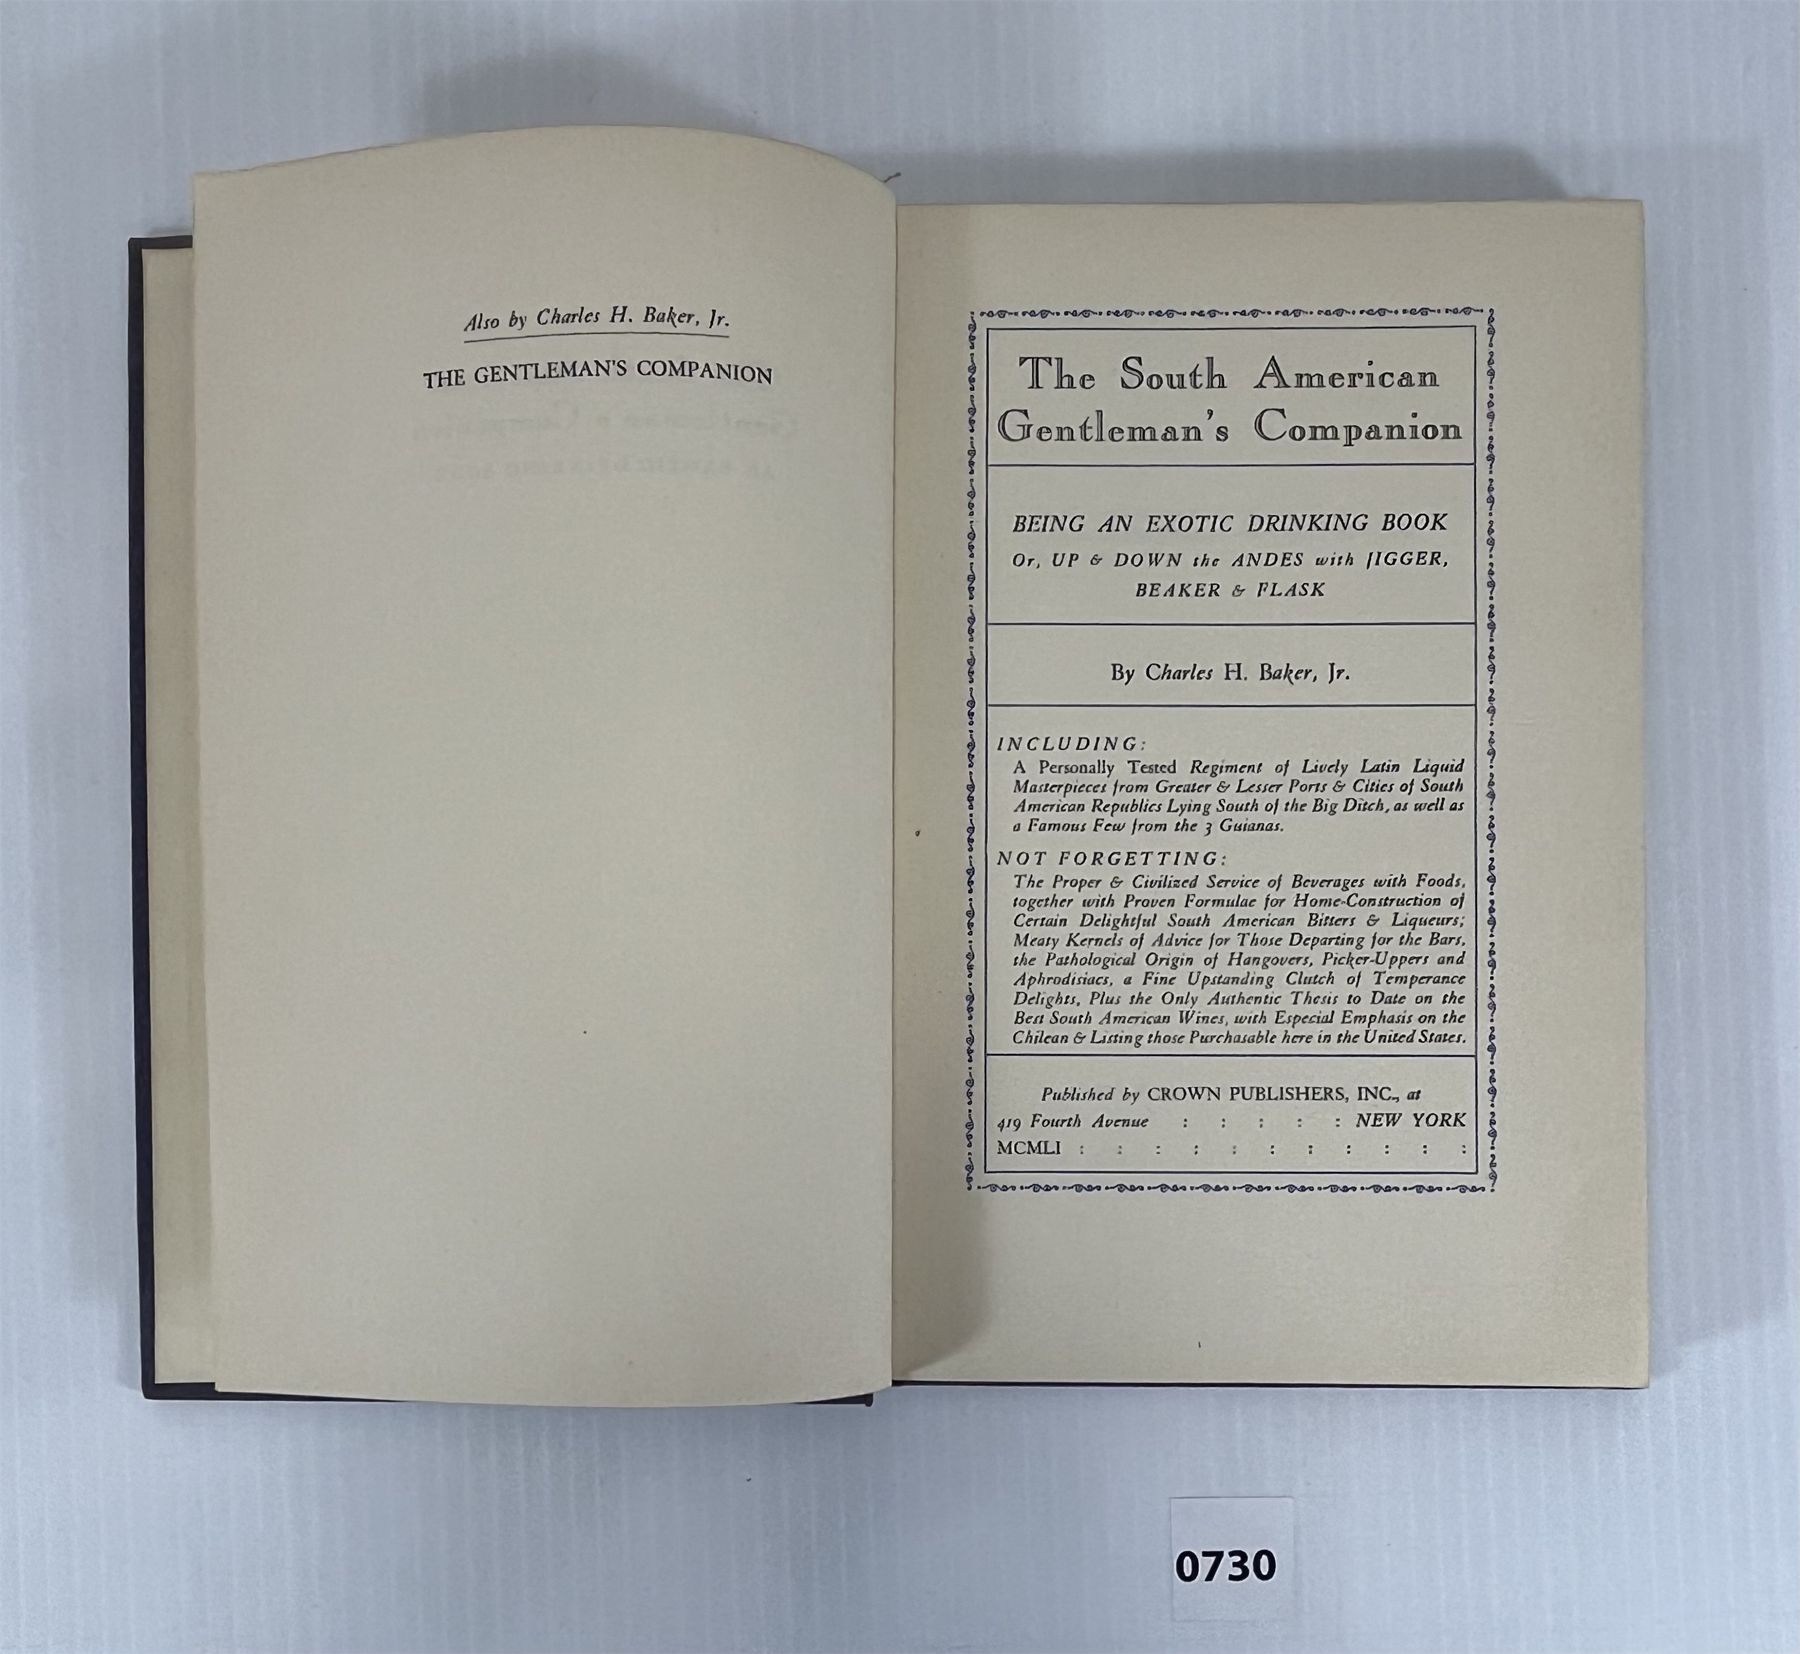 Also by Charles H. Baker, Jr.
THE GENTLEMAN'S COMPANION
The South American
Gentleman's Companion
BEING AN EXOTIC DRINKING BOOK
Or, UP & DOWN the ANDES with JIGGER,
BEAKER & FLASK
By Charles H. Baker, Jr.
INCLUDING:
A Personally Tested Regiment of Lively Latin Liquid
Masterpieces from Greater & Lesser Ports & Cities of South
American Republics Lying South of the Big Ditch, as well as
a Famous Few from the 3 Guianas.
NOT FORGETTING:
The Proper & Civilized Service of Beverages with Foods,
together with Proven Formulae for Home-Construction of
Certain Delightful South American Bitters & Liqueurs;
Meaty Kernels of Advice for Those Departing for the Bars,
the Pathological Origin of Hangovers, Picker-Uppers and
Aphrodisiacs, a Fine Upstanding Clutch of Temperance
Delights, Plus the Only Authentic Thesis to Date on the
Best South American Wines, with Especial Emphasis on the
Chilean & Listing those Purchasable here in the United States.
Published by CROWN PUBLISHERS, INC., at
419 Fourth Avenue : : : : : NEW YORK
MCMLI : : : : : : : : : : :
0730